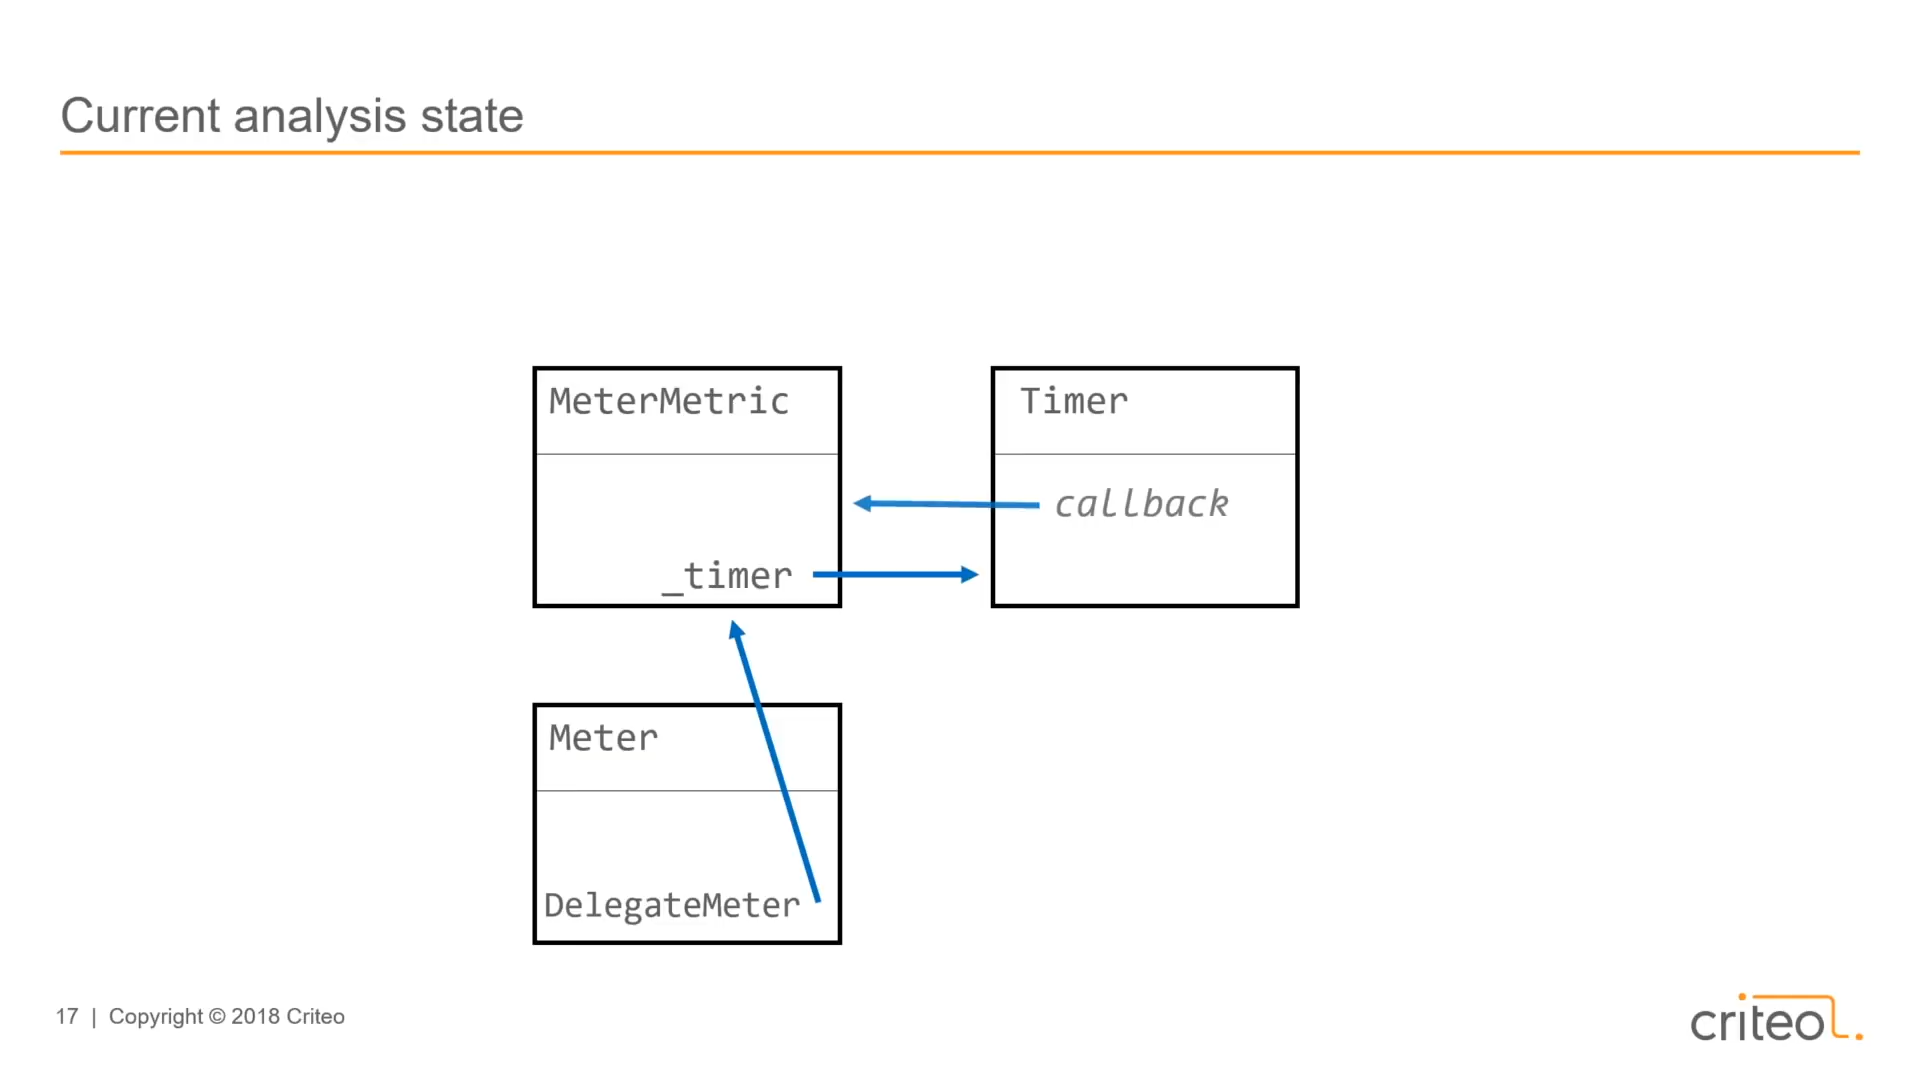 Current analysis state
MeterMetric
Timer
callback
_timer
Meter
DelegateMeter
17 | Copyright © 2018 Criteo
criteo